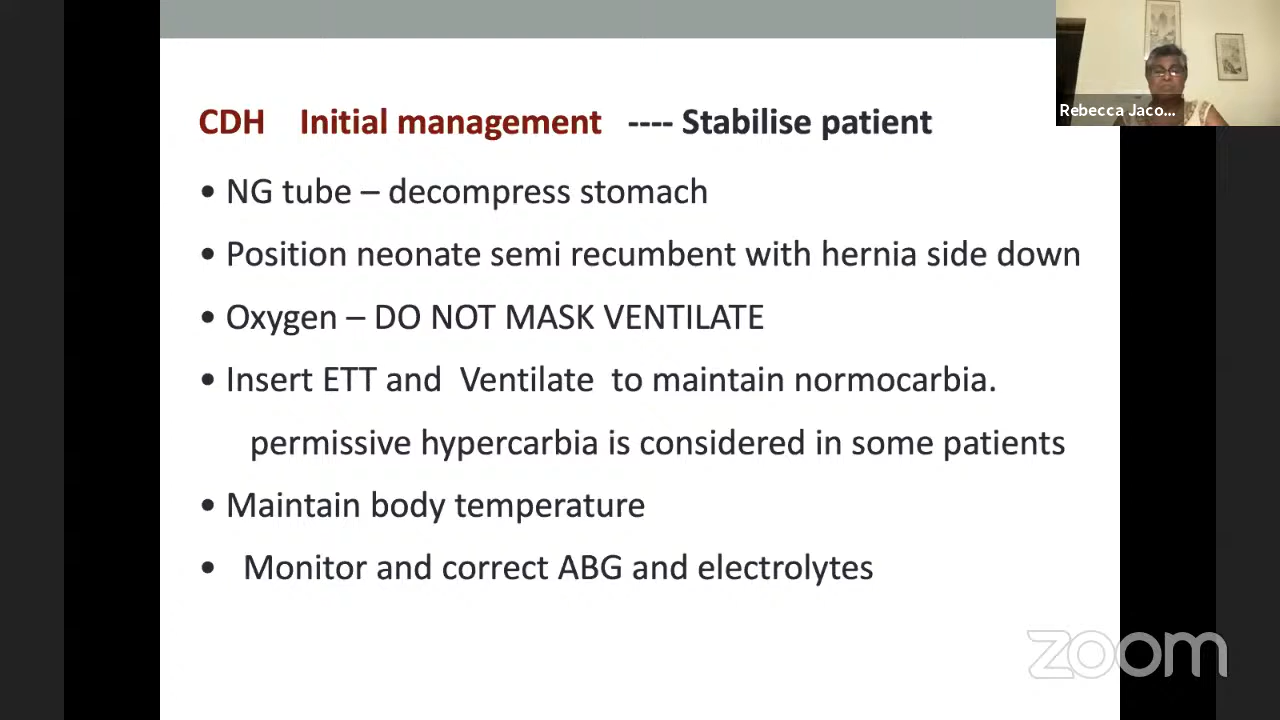 Rebecca Jaco...
CDH Initial management ---- Stabilise patient
• NG tube – decompress stomach
• Position neonate semi recumbent with hernia side down
• Oxygen – DO NOT MASK VENTILATE
• Insert ETT and Ventilate to maintain normocarbia.
permissive hypercarbia is considered in some patients
• Maintain body temperature
• Monitor and correct ABG and electrolytes
zoom